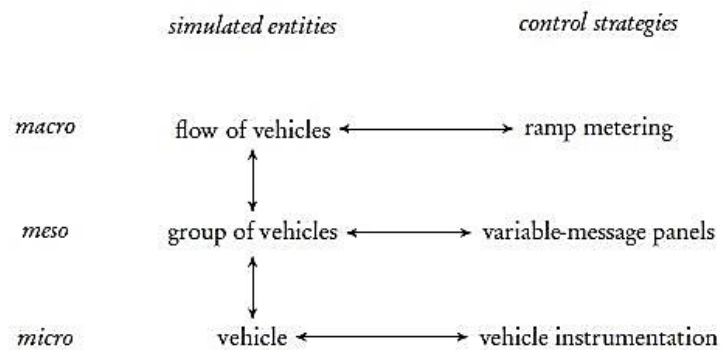 simulated entities control strategies
macro flow of vehicles ramp metering
meso group of vehicles variable-message panels
micro vehicle vehicle instrumentation